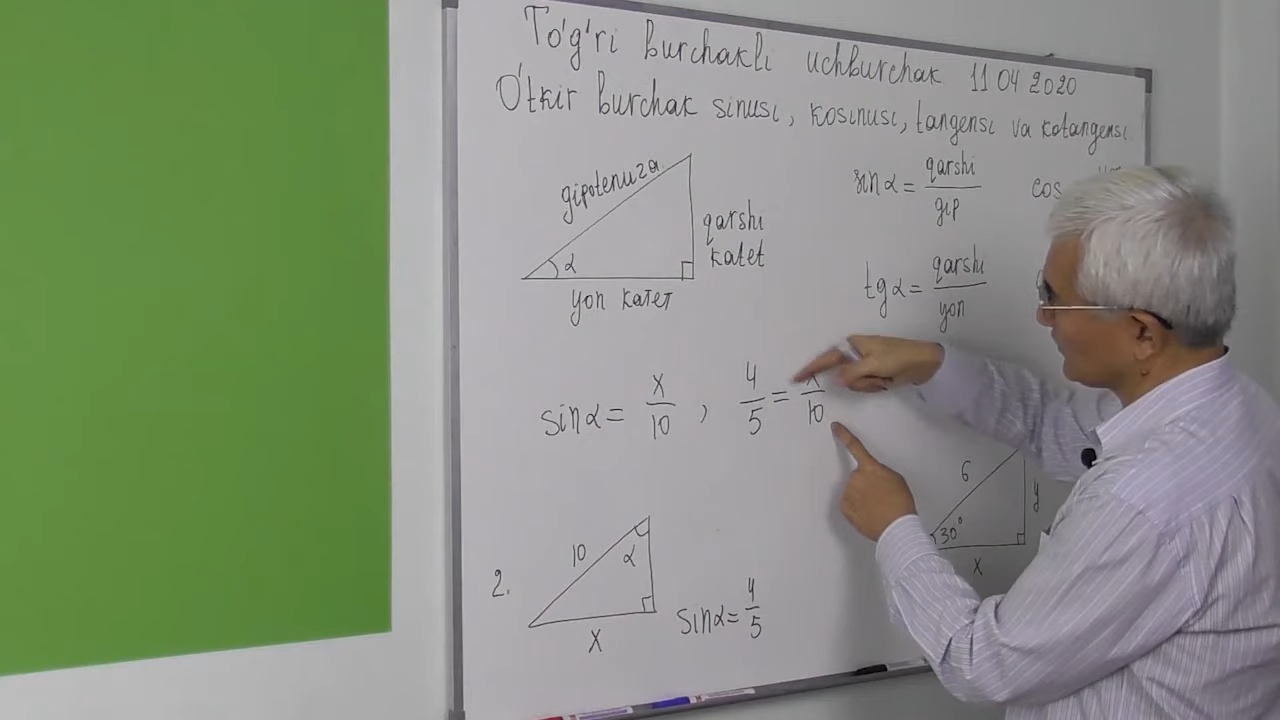 To'g'ri burchakli uchburchak 11 04 2020
O'tkir burchak sinusi, kosinusi, tangensi va kotangensi
gipotenuza
α
qarshi
katet
yon katet
sin α = qarshi / gip
cos
tg α = qarshi / yon
sin α = x / 10 , 4 / 5 = x / 10
2.
10
α
x
sin α = 4 / 5
6
30°
y
x